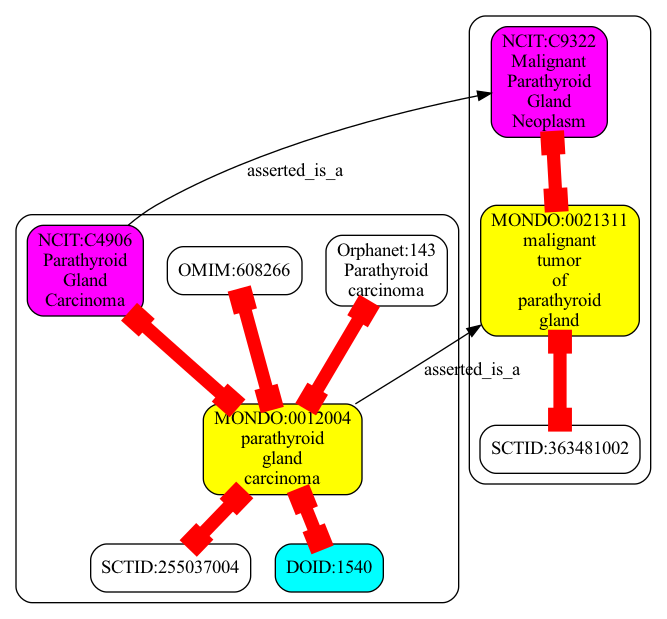 NCIT:C9322
Malignant
Parathyroid
Gland
Neoplasm
asserted_is_a
NCIT:C4906
Parathyroid
Gland
Carcinoma
OMIM:608266
Orphanet:143
Parathyroid
carcinoma
MONDO:0021311
malignant
tumor
of
parathyroid
gland
asserted_is_a
MONDO:0012004
parathyroid
gland
carcinoma
SCTID:363481002
SCTID:255037004
DOID:1540